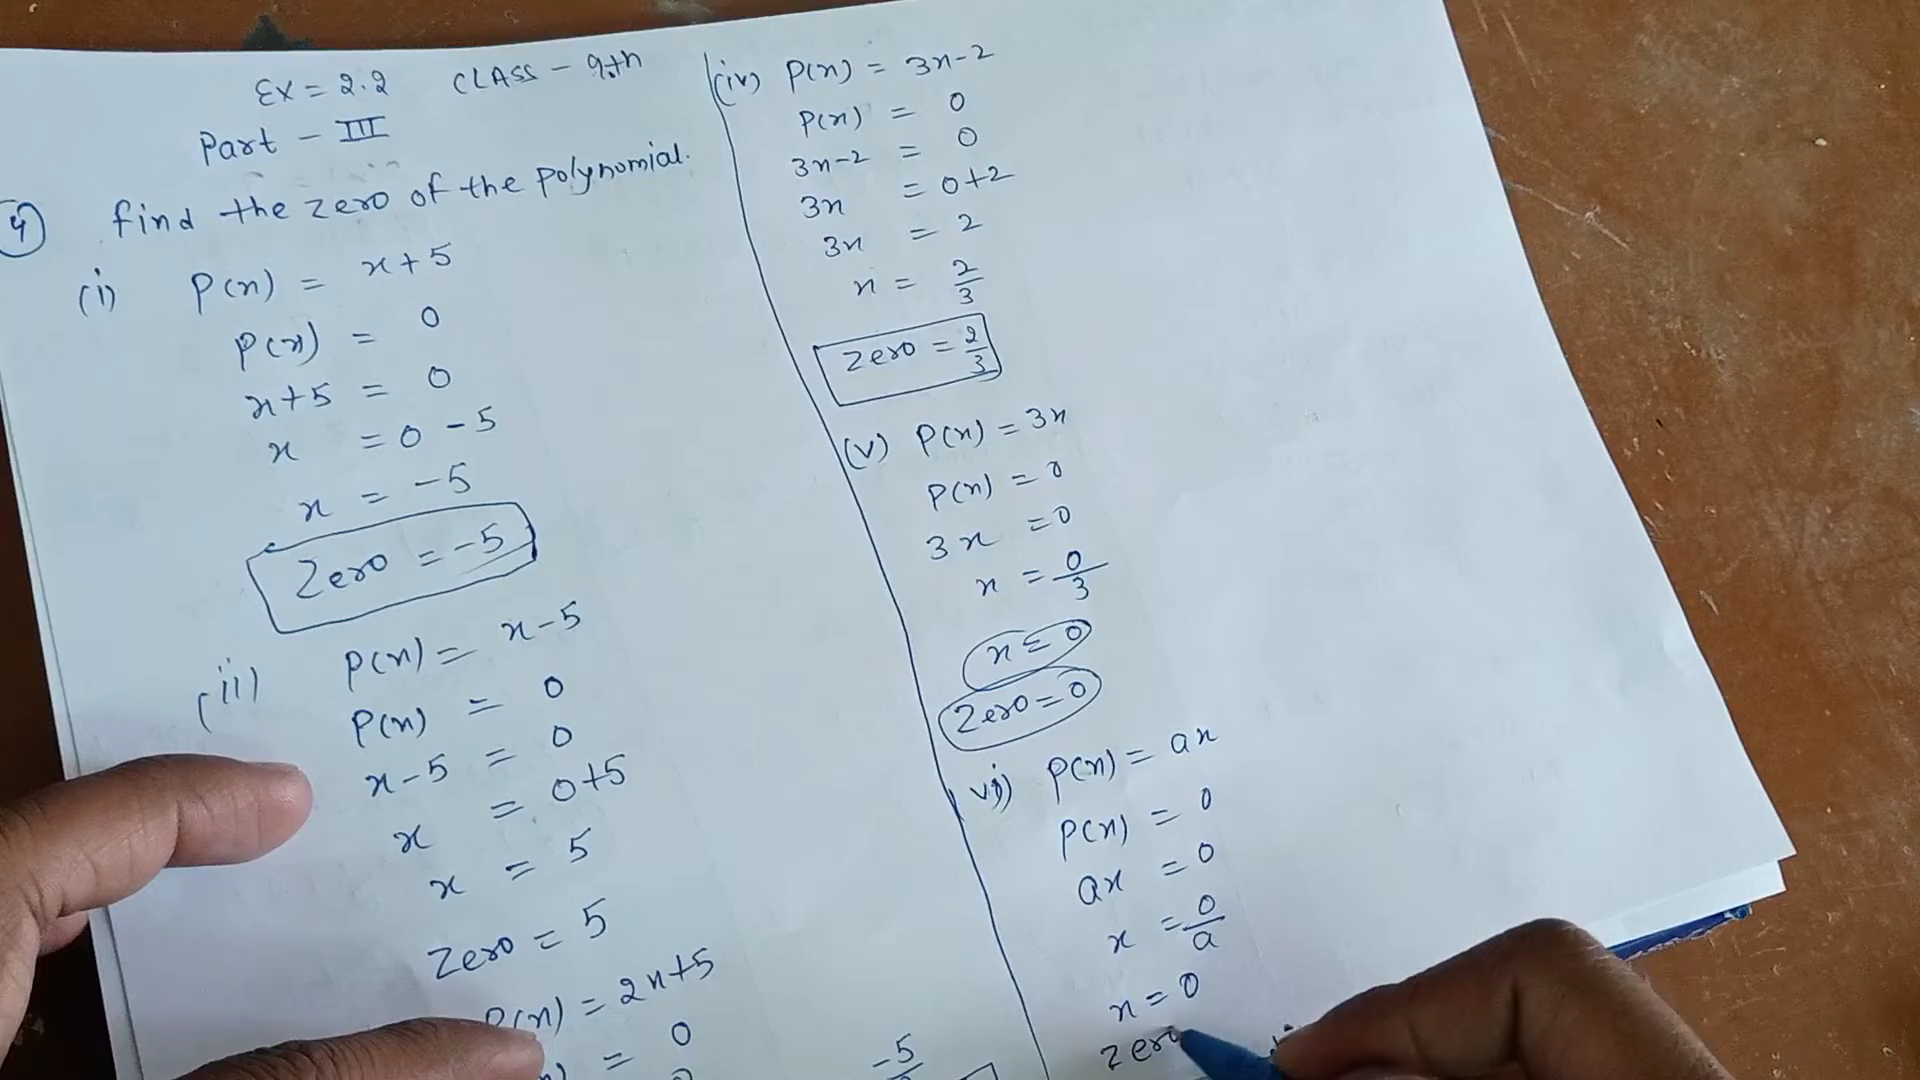 Ex = 2.2 CLASS - 9th
Part - III
4 find the zero of the polynomial.
(i) P(x) = x+5
P(x) = 0
x+5 = 0
x = 0 - 5
x = -5
Zero = -5
(ii) P(x) = x-5
P(x) = 0
x-5 = 0
x = 0+5
x = 5
Zero = 5
P(x) = 2x+5
= 0
-5
(iv) P(x) = 3x-2
P(x) = 0
3x-2 = 0
3x = 0+2
3x = 2
x = 2/3
Zero = 2/3
(v) P(x) = 3x
P(x) = 0
3x = 0
x = 0/3
x = 0
Zero = 0
vi) P(x) = ax
P(x) = 0
ax = 0
x = 0/a
x = 0
zero